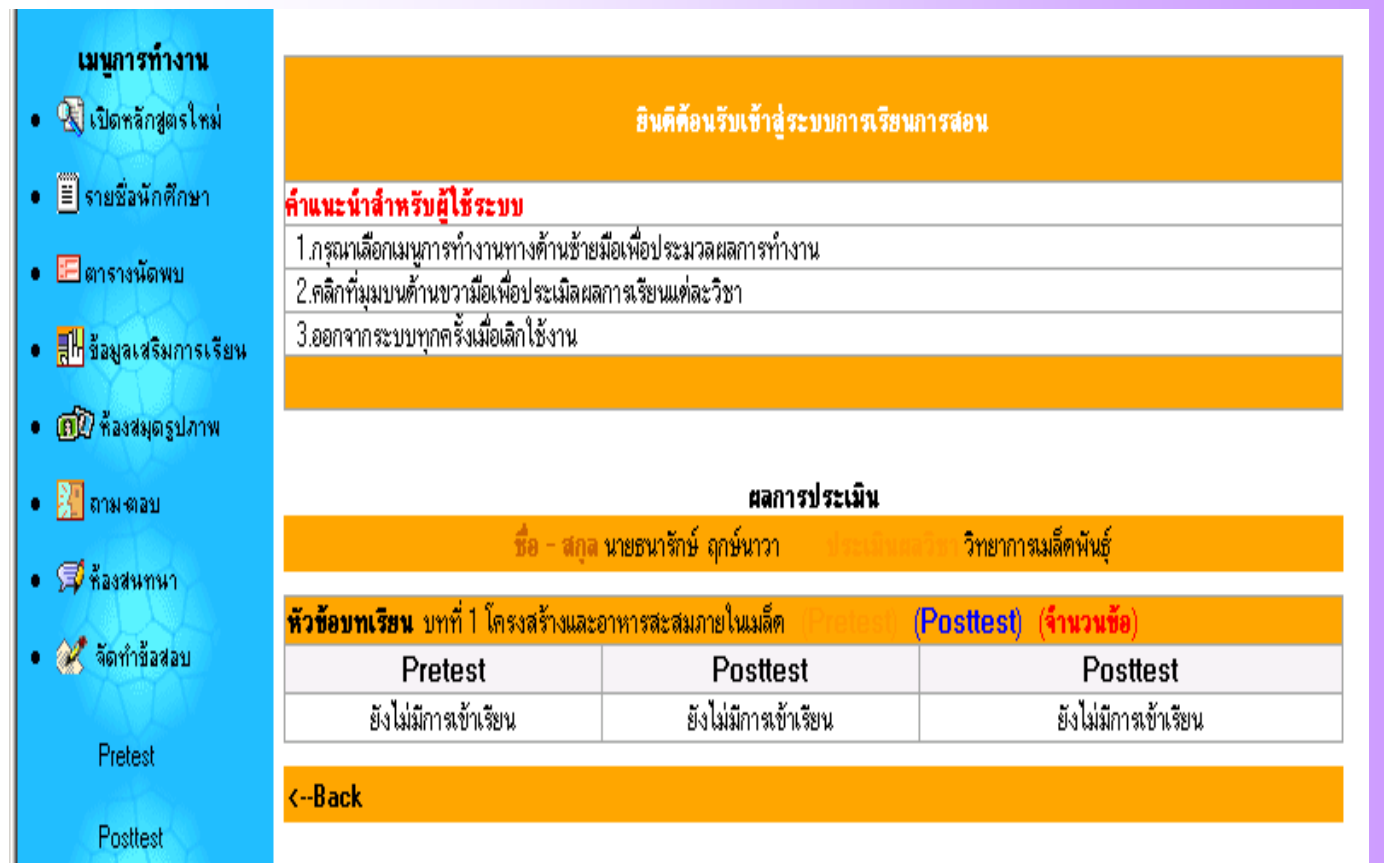 เมนูการทำงาน
เปิดหลักสูตรใหม่
รายชื่อนักศึกษา
ตารางนัดพบ
ข้อมูลเสริมการเรียน
ห้องสมุดรูปภาพ
ถาม-ตอบ
ห้องสนทนา
จัดทำข้อสอบ
Pretest
Posttest
ยินดีต้อนรับเข้าสู่ระบบการเรียนการสอน
คำแนะนำสำหรับผู้ใช้ระบบ
1.กรุณาเลือกเมนูการทำงานทางด้านซ้ายมือเพื่อประมวลผลการทำงาน
2.คลิกที่มุมบนด้านขวามือเพื่อประเมิลผลการเรียนแต่ละวิชา
3.ออกจากระบบทุกครั้งเมื่อเลิกใช้งาน
ผลการประเมิน
ชื่อ - สกุล นายธนารักษ์ ฤกษ์นาวา ประเมินผลวิชา วิทยาการเมล็ดพันธุ์
หัวข้อบทเรียน บทที่ 1 โครงสร้างและอาหารสะสมภายในเมล็ด (Pretest) (Posttest) (จำนวนข้อ)
Pretest Posttest Posttest
ยังไม่มีการเข้าเรียน ยังไม่มีการเข้าเรียน ยังไม่มีการเข้าเรียน
<--Back